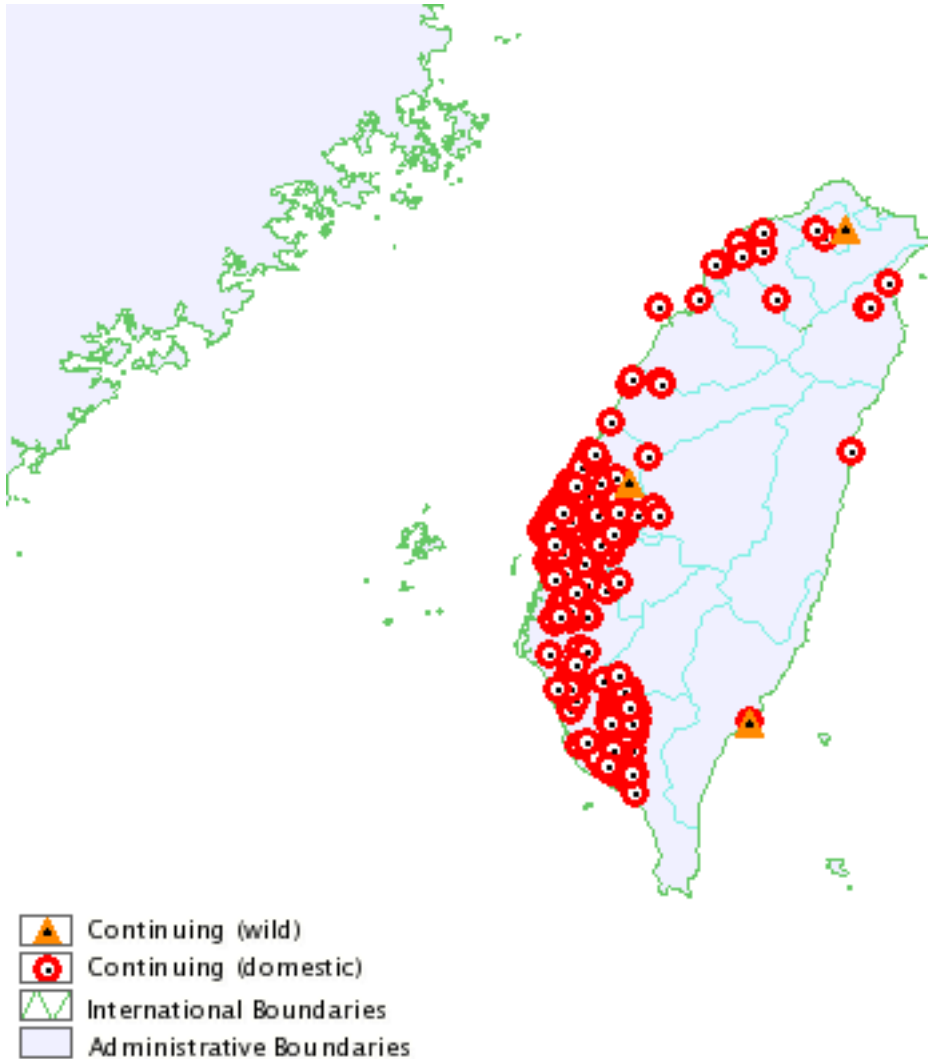 Continuing (wild)
Continuing (domestic)
International Boundaries
Administrative Boundaries